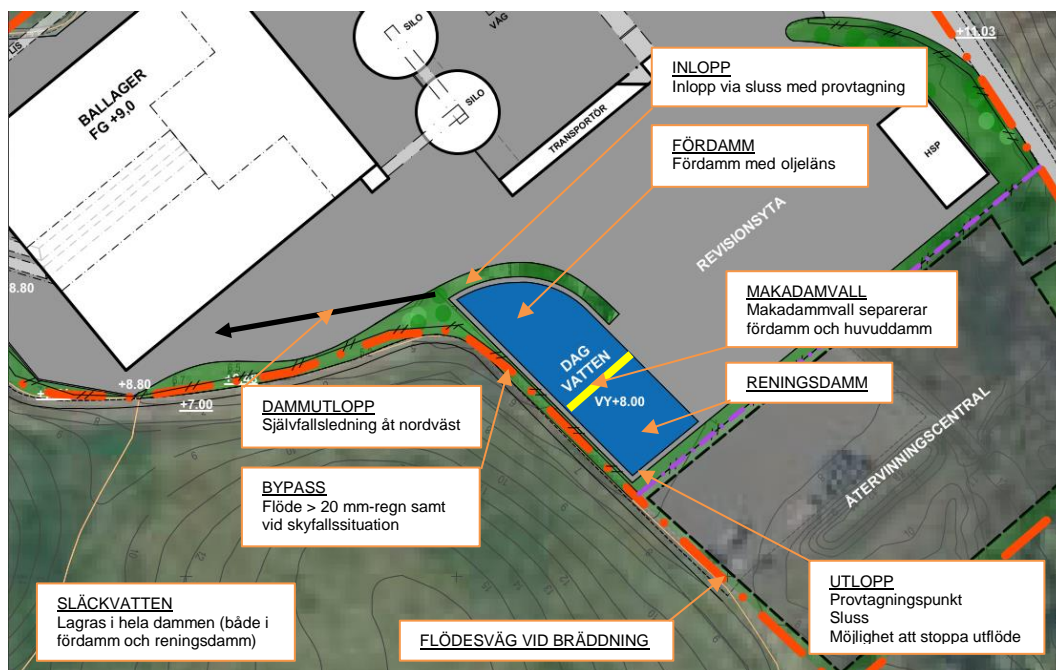 LIS
BALLAGER
FG +9,0
SILO
VÄG
SILO
TRANSPORTÖR
INLOPP
Inlopp via sluss med provtagning
+11.03
FÖRDAMM
Fördamm med oljeläns
HSP
REVISIONSYTA
8.80
MAKADAMVALL
Makadammvall separerar
fördamm och huvuddamm
DAG
VATTEN
VY+8.00
RENINGSDAMM
+8.80
+7.00
DAMMUTLOPP
Självfallsledning åt nordväst
BYPASS
Flöde > 20 mm-regn samt
vid skyfallssituation
ÅTERVINNINGSCENTRAL
UTLOPP
Provtagningspunkt
Sluss
Möjlighet att stoppa utflöde
SLÄCKVATTEN
Lagras i hela dammen (både i
fördamm och reningsdamm)
FLÖDESVÄG VID BRÄDDNING